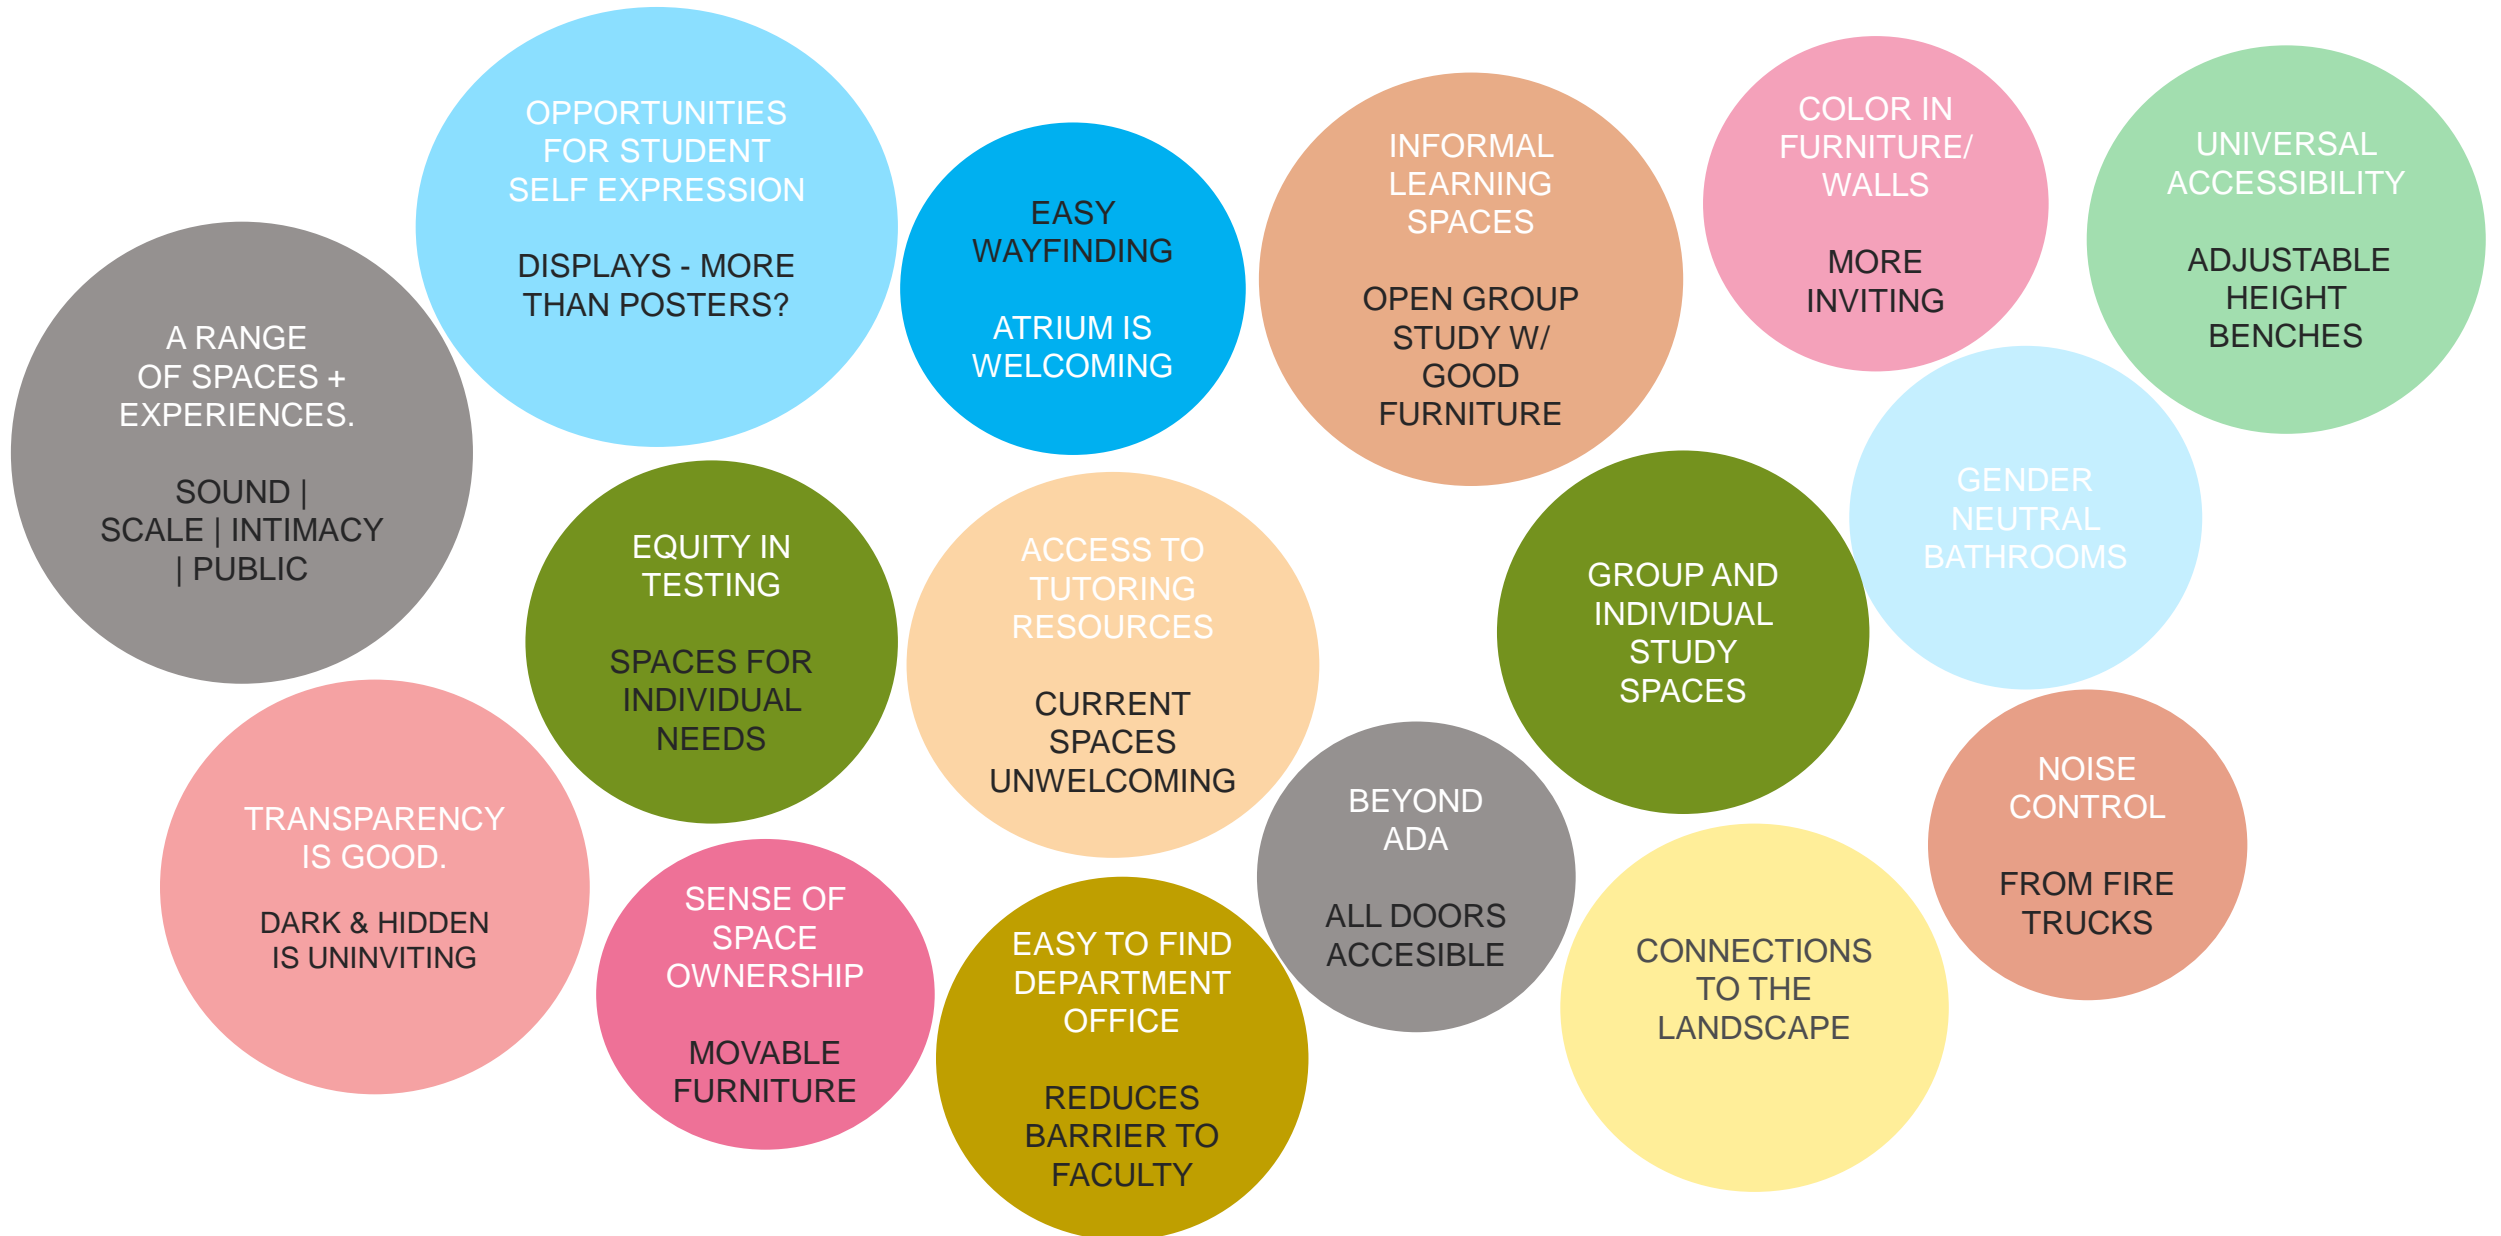 A RANGE
OF SPACES +
EXPERIENCES.
SOUND |
SCALE | INTIMACY
| PUBLIC
OPPORTUNITIES
FOR STUDENT
SELF EXPRESSION
DISPLAYS - MORE
THAN POSTERS?
EASY
WAYFINDING
ATRIUM IS
WELCOMING
INFORMAL
LEARNING
SPACES
OPEN GROUP
STUDY W/
GOOD
FURNITURE
COLOR IN
FURNITURE/
WALLS
MORE
INVITING
UNIVERSAL
ACCESSIBILITY
ADJUSTABLE
HEIGHT
BENCHES
EQUITY IN
TESTING
SPACES FOR
INDIVIDUAL
NEEDS
ACCESS TO
TUTORING
RESOURCES
CURRENT
SPACES
UNWELCOMING
GROUP AND
INDIVIDUAL
STUDY
SPACES
GENDER
NEUTRAL
BATHROOMS
TRANSPARENCY
IS GOOD.
DARK & HIDDEN
IS UNINVITING
SENSE OF
SPACE
OWNERSHIP
MOVABLE
FURNITURE
EASY TO FIND
DEPARTMENT
OFFICE
REDUCES
BARRIER TO
FACULTY
BEYOND
ADA
ALL DOORS
ACCESIBLE
CONNECTIONS
TO THE
LANDSCAPE
NOISE
CONTROL
FROM FIRE
TRUCKS